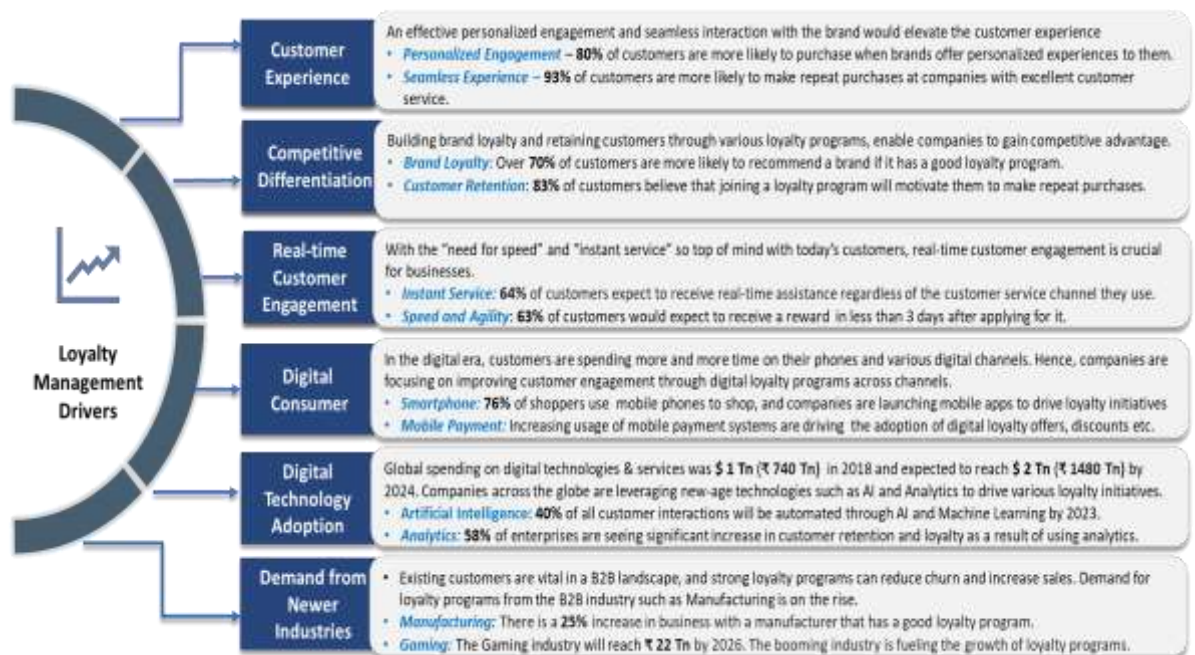 Loyalty
Management
Drivers
Customer
Experience
An effective personalized engagement and seamless interaction with the brand would elevate the customer experience
• Personalized Engagement – 80% of customers are more likely to purchase when brands offer personalized experiences to them.
• Seamless Experience – 93% of customers are more likely to make repeat purchases at companies with excellent customer
service.
Competitive
Differentiation
Building brand loyalty and retaining customers through various loyalty programs, enable companies to gain competitive advantage.
• Brand Loyalty: Over 70% of customers are more likely to recommend a brand if it has a good loyalty program.
• Customer Retention: 83% of customers believe that joining a loyalty program will motivate them to make repeat purchases.
Real-time
Customer
Engagement
With the "need for speed" and "instant service" so top of mind with today's customers, real-time customer engagement is crucial
for businesses.
• Instant Service: 64% of customers expect to receive real-time assistance regardless of the customer service channel they use.
• Speed and Agility: 63% of customers would expect to receive a reward in less than 3 days after applying for it.
Digital
Consumer
In the digital era, customers are spending more and more time on their phones and various digital channels. Hence, companies are
focusing on improving customer engagement through digital loyalty programs across channels.
• Smartphone: 76% of shoppers use mobile phones to shop, and companies are launching mobile apps to drive loyalty initiatives
• Mobile Payment: Increasing usage of mobile payment systems are driving the adoption of digital loyalty offers, discounts etc.
Digital
Technology
Adoption
Global spending on digital technologies & services was $ 1 Tn (₹ 740 Tn) in 2018 and expected to reach $ 2 Tn (₹ 1480 Tn) by
2024. Companies across the globe are leveraging new-age technologies such as AI and Analytics to drive various loyalty initiatives.
• Artificial Intelligence: 40% of all customer interactions will be automated through AI and Machine Learning by 2023.
• Analytics: 58% of enterprises are seeing significant increase in customer retention and loyalty as a result of using analytics.
Demand from
Newer
Industries
• Existing customers are vital in a B2B landscape, and strong loyalty programs can reduce churn and increase sales. Demand for
loyalty programs from the B2B industry such as Manufacturing is on the rise.
• Manufacturing: There is a 25% increase in business with a manufacturer that has a good loyalty program.
• Gaming: The Gaming industry will reach ₹ 22 Tn by 2026. The booming industry is fueling the growth of loyalty programs.